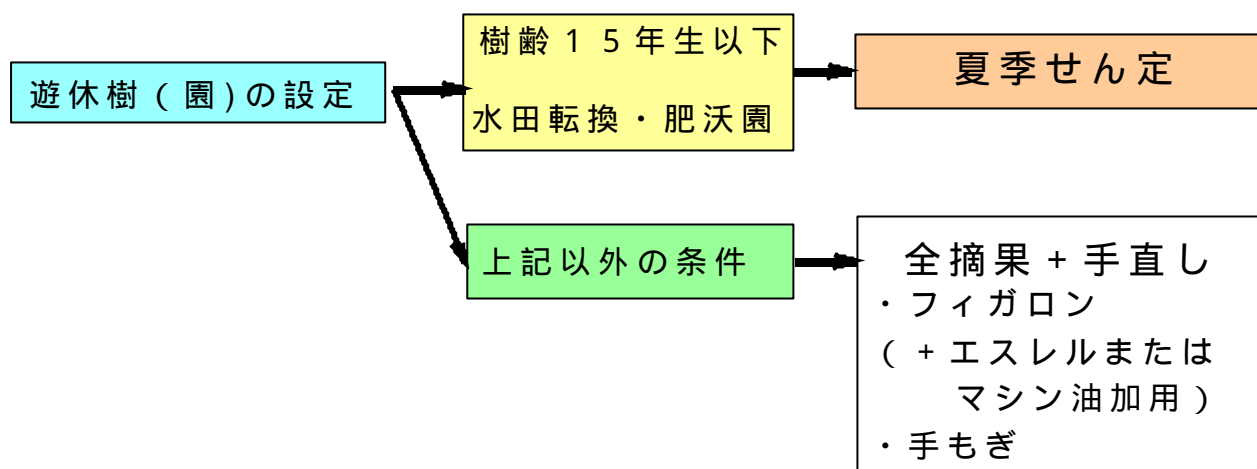 遊休樹（園)の設定
樹齢１５年生以下
水田転換・肥沃園
夏季せん定
上記以外の条件
全摘果＋手直し
・フィガロン
（＋エスレルまたは
マシン油加用）
・手もぎ